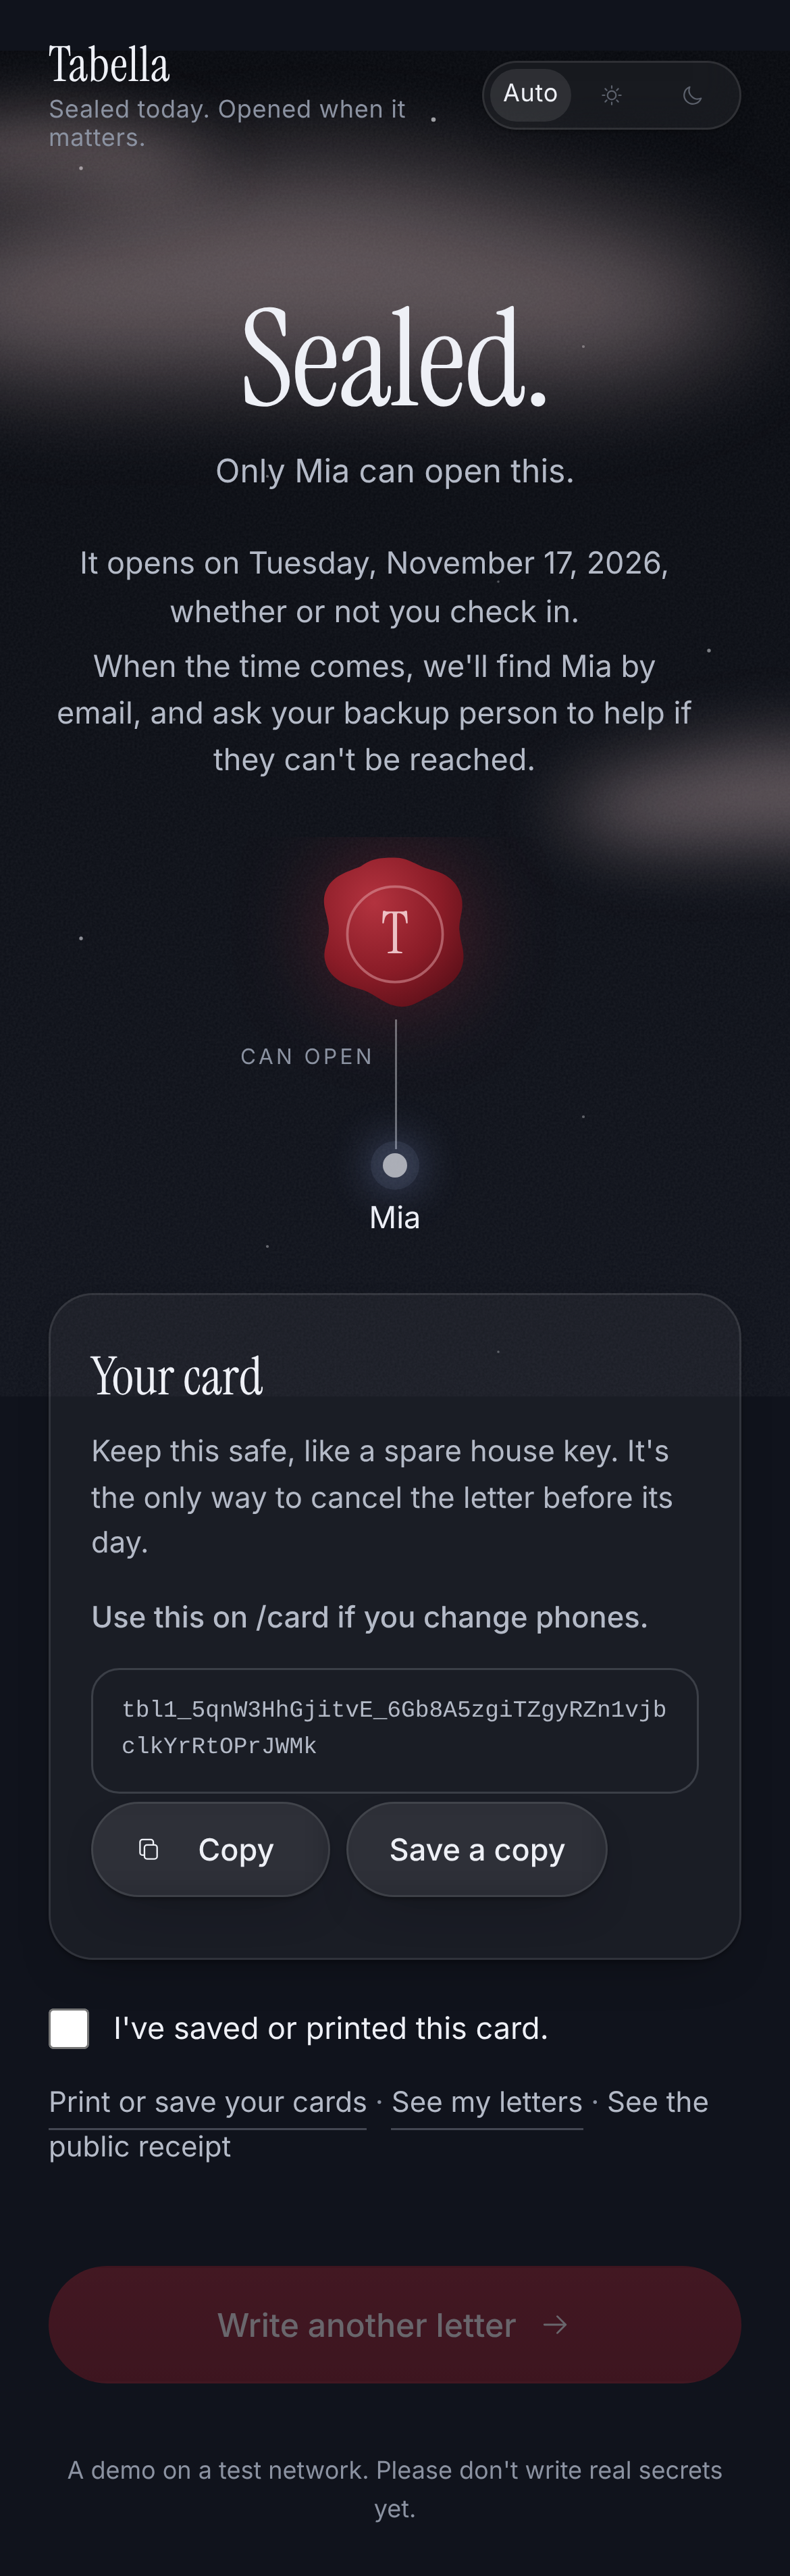 Tabella
Sealed today. Opened when it
matters.
Auto
Sealed.
Only Mia can open this.
It opens on Tuesday, November 17, 2026,
whether or not you check in.
When the time comes, we'll find Mia by
email, and ask your backup person to help if
they can't be reached.
T
CAN OPEN
Mia
Your card
Keep this safe, like a spare house key. It's
the only way to cancel the letter before its
day.
Use this on /card if you change phones.
tbl1_5qnW3HhGjitvE_6Gb8A5zgiTZgyRZn1vjb
clkYrRtOPrJWMk
Copy
Save a copy
I've saved or printed this card.
Print or save your cards · See my letters · See the
public receipt
Write another letter →
A demo on a test network. Please don't write real secrets
yet.